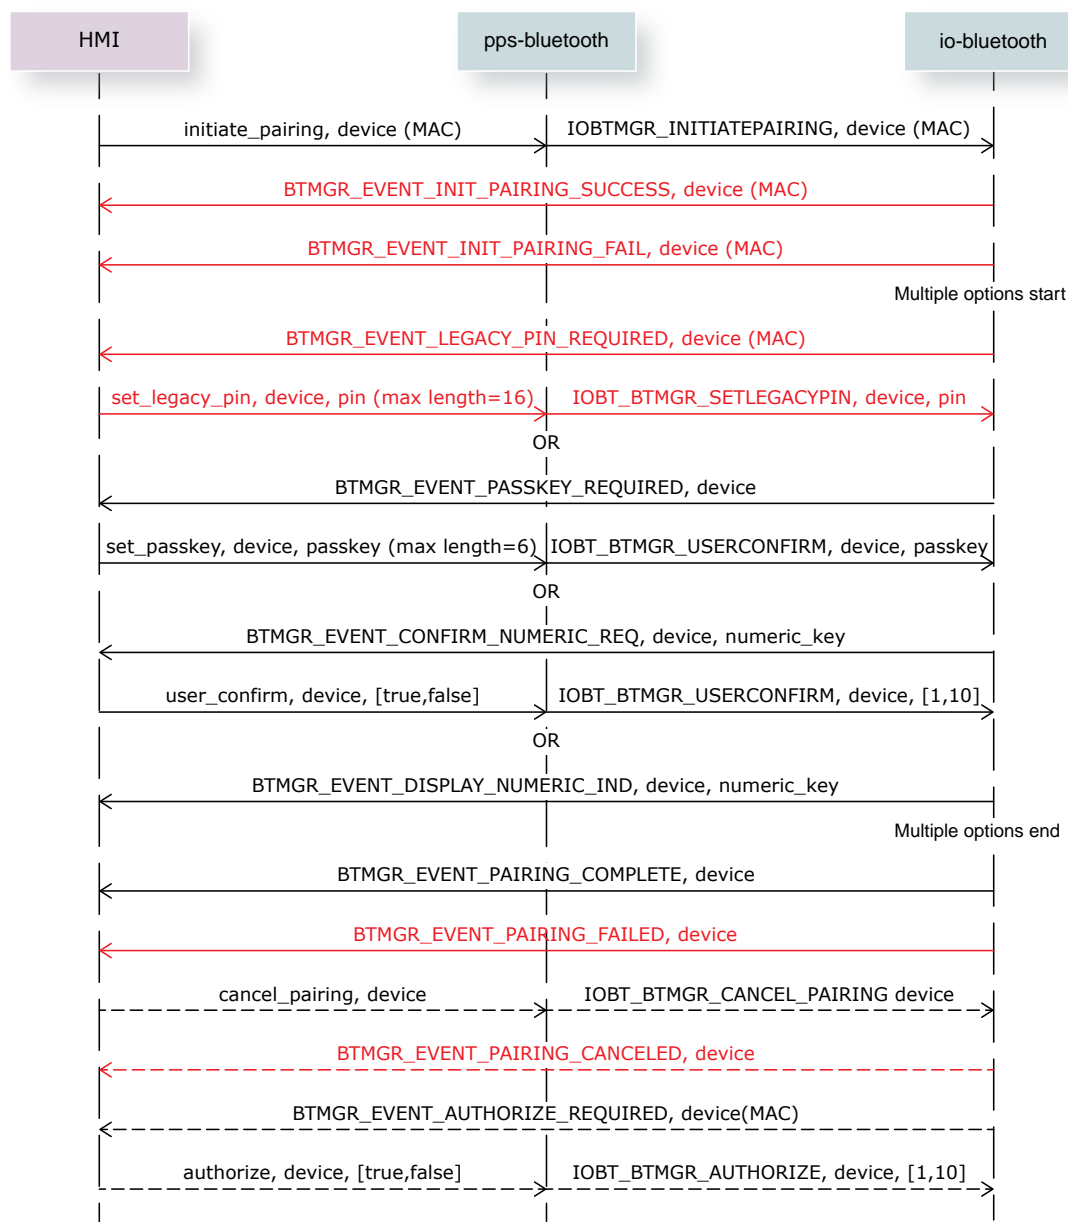 HMI
pps-bluetooth
io-bluetooth
initiate_pairing, device (MAC)
IOBTMGR_INITIATEPAIRING, device (MAC)
BTMGR_EVENT_INIT_PAIRING_SUCCESS, device (MAC)
BTMGR_EVENT_INIT_PAIRING_FAIL, device (MAC)
Multiple options start
BTMGR_EVENT_LEGACY_PIN_REQUIRED, device (MAC)
set_legacy_pin, device, pin (max length=16)
IOBT_BTMGR_SETLEGACYPIN, device, pin
OR
BTMGR_EVENT_PASSKEY_REQUIRED, device
set_passkey, device, passkey (max length=6)
IOBT_BTMGR_USERCONFIRM, device, passkey
OR
BTMGR_EVENT_CONFIRM_NUMERIC_REQ, device, numeric_key
user_confirm, device, [true,false]
IOBT_BTMGR_USERCONFIRM, device, [1,10]
OR
BTMGR_EVENT_DISPLAY_NUMERIC_IND, device, numeric_key
Multiple options end
BTMGR_EVENT_PAIRING_COMPLETE, device
BTMGR_EVENT_PAIRING_FAILED, device
cancel_pairing, device
IOBT_BTMGR_CANCEL_PAIRING device
BTMGR_EVENT_PAIRING_CANCELED, device
BTMGR_EVENT_AUTHORIZE_REQUIRED, device(MAC)
authorize, device, [true,false]
IOBT_BTMGR_AUTHORIZE, device, [1,10]